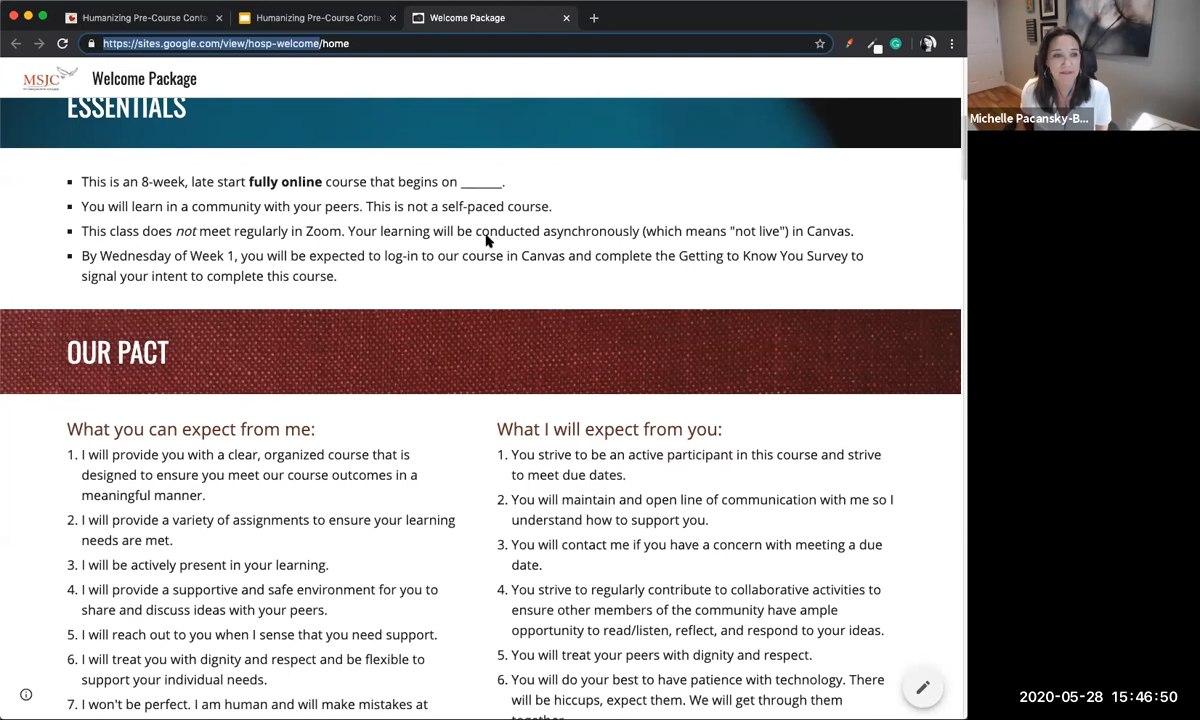 Humanizing Pre-Course Conta
Humanizing Pre-Course Conta
Welcome Package
https://sites.google.com/view/hosp-welcome/home
MSJC
Welcome Package
ESSENTIALS
This is an 8-week, late start fully online course that begins on ______.
You will learn in a community with your peers. This is not a self-paced course.
This class does not meet regularly in Zoom. Your learning will be conducted asynchronously (which means "not live") in Canvas.
By Wednesday of Week 1, you will be expected to log-in to our course in Canvas and complete the Getting to Know You Survey to
signal your intent to complete this course.
OUR PACT
What you can expect from me:
1. I will provide you with a clear, organized course that is
designed to ensure you meet our course outcomes in a
meaningful manner.
2. I will provide a variety of assignments to ensure your learning
needs are met.
3. I will be actively present in your learning.
4. I will provide a supportive and safe environment for you to
share and discuss ideas with your peers.
5. I will reach out to you when I sense that you need support.
6. I will treat you with dignity and respect and be flexible to
support your individual needs.
7. I won't be perfect. I am human and will make mistakes at
What I will expect from you:
1. You strive to be an active participant in this course and strive
to meet due dates.
2. You will maintain and open line of communication with me so I
understand how to support you.
3. You will contact me if you have a concern with meeting a due
date.
4. You strive to regularly contribute to collaborative activities to
ensure other members of the community have ample
opportunity to read/listen, reflect, and respond to your ideas.
5. You will treat your peers with dignity and respect.
6. You will do your best to have patience with technology. There
will be hiccups, expect them. We will get through them
together.
Michelle Pacansky-B...
2020-05-28 15:46:50